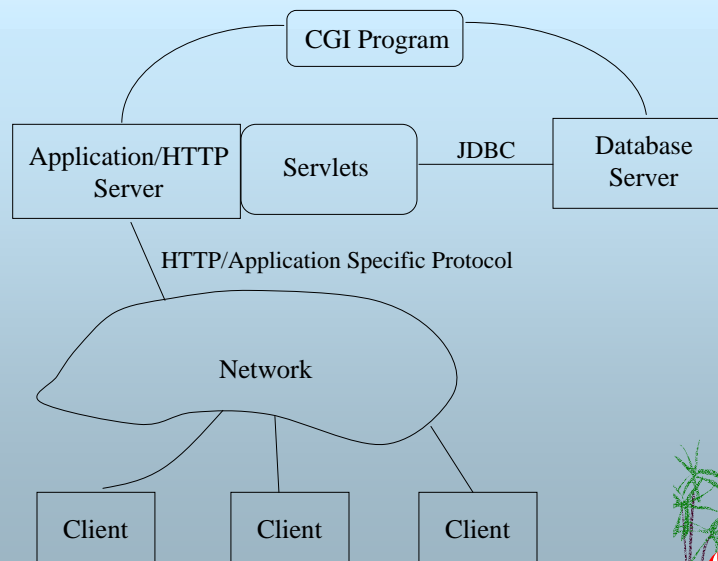 CGI Program
Application/HTTP
Server
Servlets
JDBC
Database
Server
HTTP/Application Specific Protocol
Network
Client
Client
Client